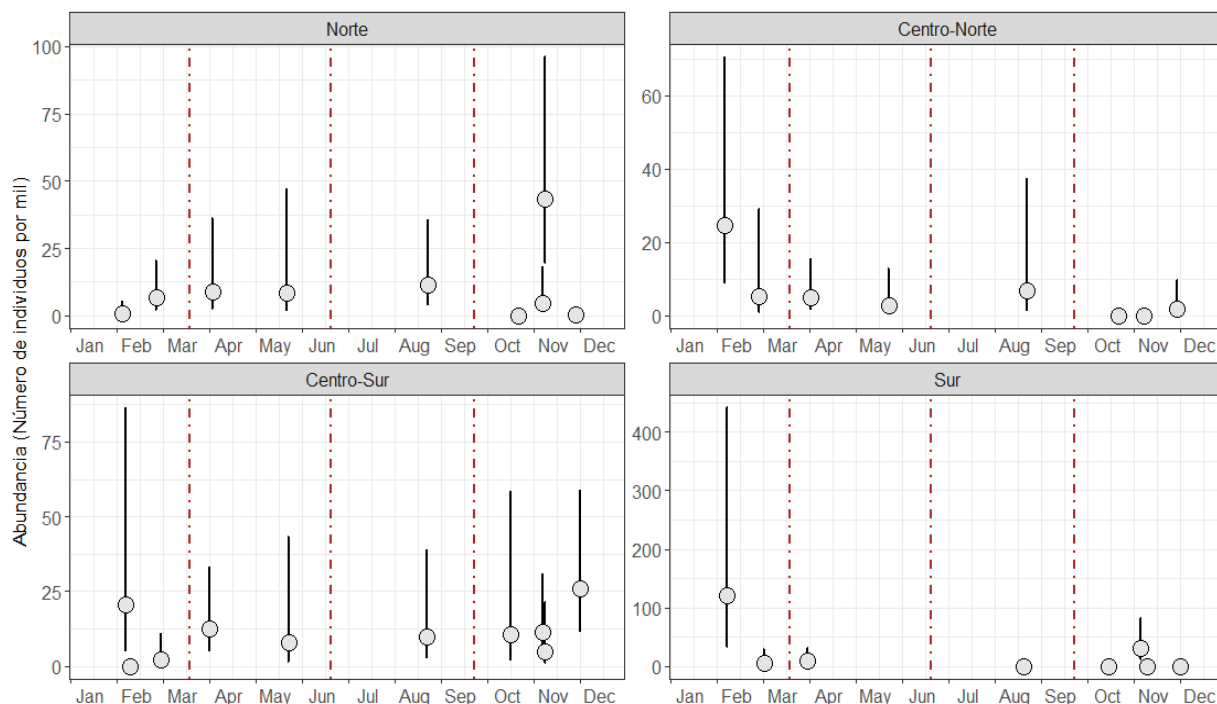 Abundancia (Número de individuos por mil)
Norte
100
75
50
25
0
Jan Feb Mar Apr May Jun Jul Aug Sep Oct Nov Dec
Centro-Norte
60
40
20
0
Jan Feb Mar Apr May Jun Jul Aug Sep Oct Nov Dec
Centro-Sur
75
50
25
0
Jan Feb Mar Apr May Jun Jul Aug Sep Oct Nov Dec
Sur
400
300
200
100
0
Jan Feb Mar Apr May Jun Jul Aug Sep Oct Nov Dec